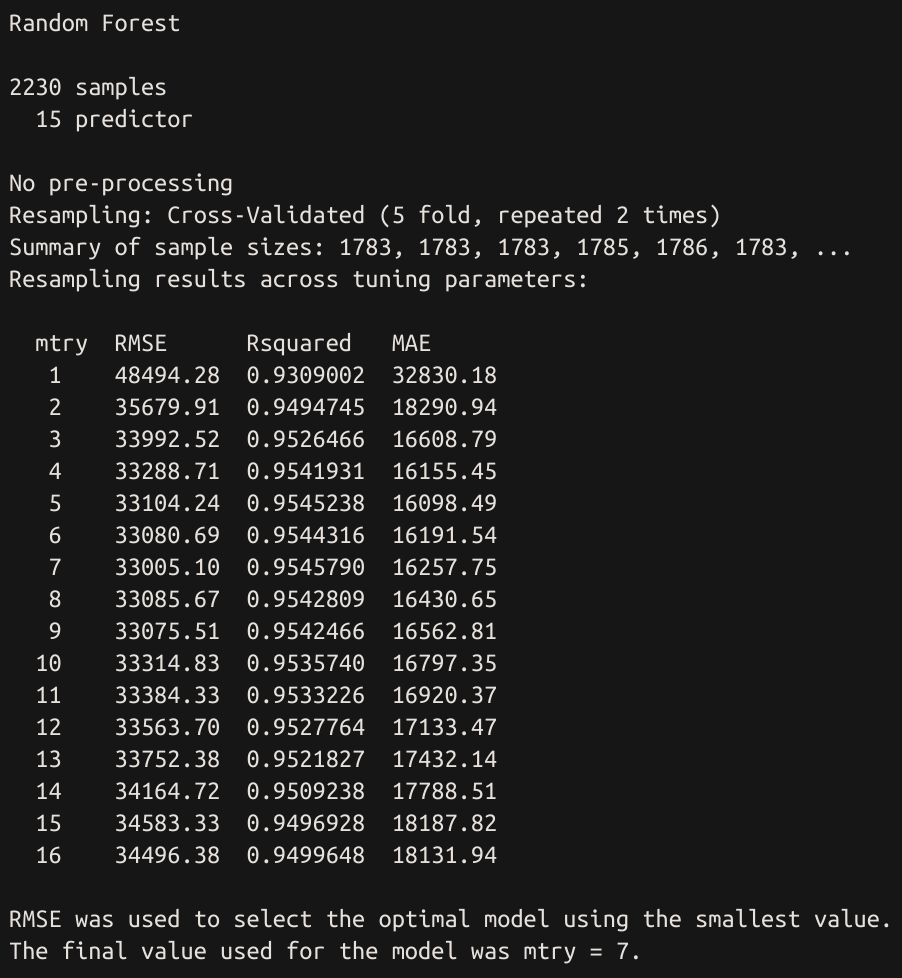 Random Forest
2230 samples
15 predictor
No pre-processing
Resampling: Cross-Validated (5 fold, repeated 2 times)
Summary of sample sizes: 1783, 1783, 1783, 1785, 1786, 1783, ...
Resampling results across tuning parameters:
mtry RMSE Rsquared MAE
1 48494.28 0.9309002 32830.18
2 35679.91 0.9494745 18290.94
3 33992.52 0.9526466 16608.79
4 33288.71 0.9541931 16155.45
5 33104.24 0.9545238 16098.49
6 33080.69 0.9544316 16191.54
7 33005.10 0.9545790 16257.75
8 33085.67 0.9542809 16430.65
9 33075.51 0.9542466 16562.81
10 33314.83 0.9535740 16797.35
11 33384.33 0.9533226 16920.37
12 33563.70 0.9527764 17133.47
13 33752.38 0.9521827 17432.14
14 34164.72 0.9509238 17788.51
15 34583.33 0.9496928 18187.82
16 34496.38 0.9499648 18131.94
RMSE was used to select the optimal model using the smallest value.
The final value used for the model was mtry = 7.